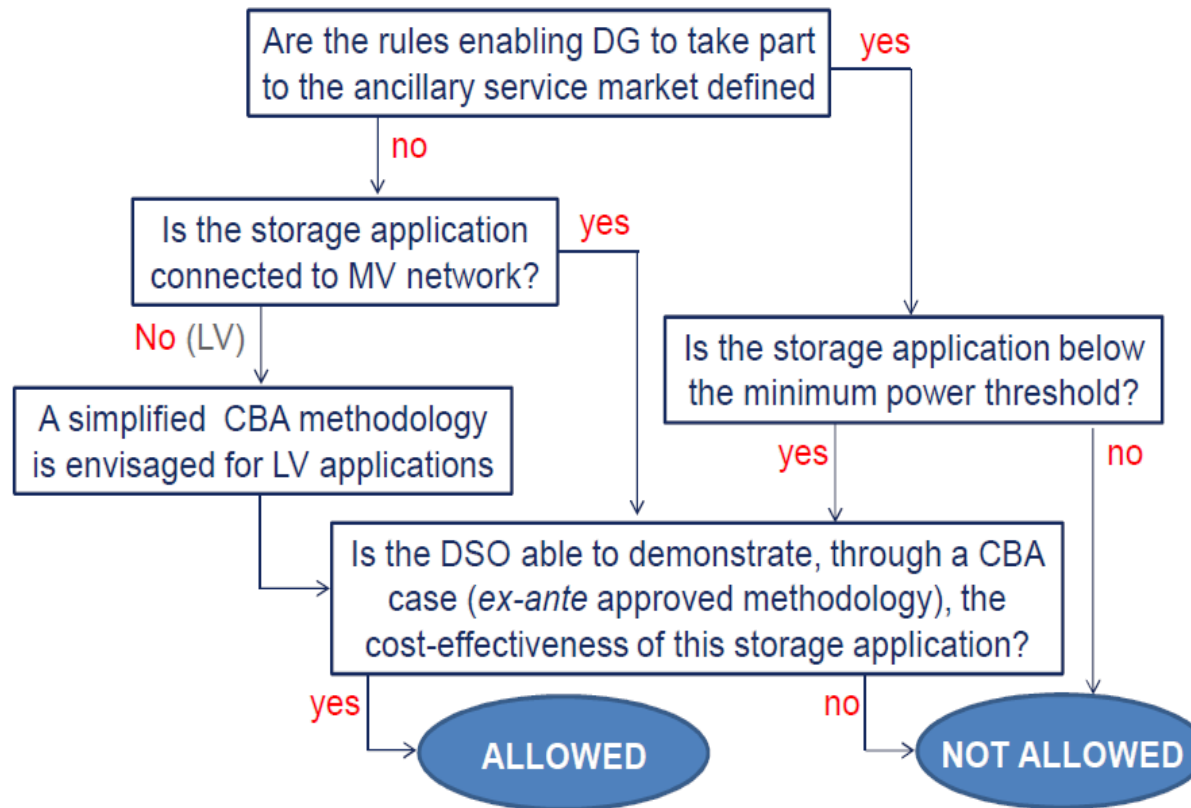 Are the rules enabling DG to take part
to the ancillary service market defined
yes
no
Is the storage application
connected to MV network?
yes
No (LV)
Is the storage application below
the minimum power threshold?
A simplified CBA methodology
is envisaged for LV applications
yes
no
Is the DSO able to demonstrate, through a CBA
case (ex-ante approved methodology), the
cost-effectiveness of this storage application?
yes
no
ALLOWED
NOT ALLOWED